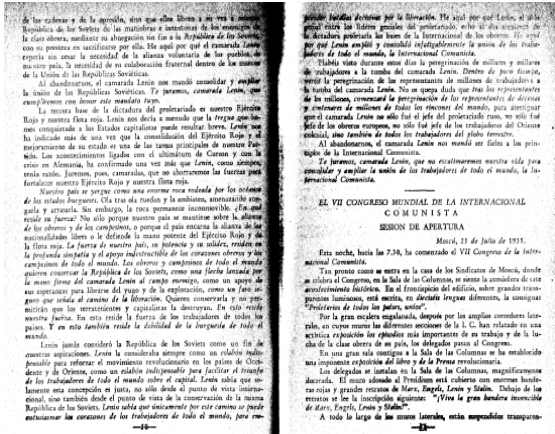 de las cadenas y de la opresión, sino que ellos libran a su vez a nuestra
República de los Soviets de las maniobras e intentonas de los enemigos de
la clase obrera, mediante su abnegación sin fin a la República de los Soviets,
con su presteza en sacrificarse por ella. He aquí por qué el camarada Lenin
repetía sin cesar la necesidad de la alianza voluntaria de los pueblos de
nuestro país, la necesidad de su colaboración fraternal dentro de los marcos
de la Unión de las Repúblicas Soviéticas.
Al abandonarnos, el camarada Lenin nos mandó consolidar y ampliar
la unión de las Repúblicas Soviéticas. Te juramos, camarada Lenin, que
cumpliremos con honor este mandato tuyo.
La tercera base de la dictadura del proletariado es nuestro Ejército
Rojo y nuestra flota roja. Lenin nos decía a menudo que la tregua que he-
mos conquistado a los Estados capitalistas puede resultar breve. Lenin nos
ha indicado más de una vez que la consolidación del Ejército Rojo y el
mejoramiento de su estado es una de las tareas principales de nuestro Par-
tido. Los acontecimientos ligados con el ultimátum de Curzon y con la
crisis en Alemania, ha confirmado una vez más que Lenin, como siempre,
tenía razón. Juremos, pues, camaradas, que no ahorraremos las fuerzas para
fortalecer nuestro Ejército Rojo y nuestra flota roja.
Nuestro país se yergue como una enorme roca rodeada por los océanos
de los estados burgueses. Ola tras ola ruedan y la embaten, amenazando ane-
garla y arrasarla. Sin embargo, la roca permanece inconmovible. ¿En qué
reside su fuerza? No sólo porque nuestro país se mantiene sobre la alianza
de los obreros y de los campesinos, o porque el país encarna la alianza de las
nacionalidades libres o le defiende la mano potente del Ejército Rojo y de
la flota roja. La fuerza de nuestro país, su potencia y su solidez, residen en
la profunda simpatía y el apoyo indestructible de los corazones obreros y los
campesinos de todo el mundo. Los obreros y campesinos de todo el mundo
quieren conservar la República de los Soviets, como una flecha lanzada por
la mano firme del camarada Lenin al campo enemigo, como un apoyo de
sus esperanzas para librarse del yugo y de la explotación, como un faro se-
guro que señala el camino de la liberación. Quieren conservarla y no per-
mitirán que los terratenientes y capitalistas la destruyan. En esto reside
nuestra fuerza. En esto reside la fuerza de los trabajadores de todos los
países. Y en esto también reside la debilidad de la burguesía de todo el
mundo.
Lenin jamás consideró la República de los Soviets como un fin de
nuestras aspiraciones. Lenin la consideraba siempre como un eslabón indis-
pensable para reforzar el movimiento revolucionario en los países de Occi-
dente y de Oriente, como un eslabón indispensable para facilitar el triunfo
de los trabajadores de todo el mundo sobre el capital. Lenin sabía que so-
lamente esta concepción es justa, no sólo desde el punto de vista interna-
cional, sino también desde el punto de vista de la conservación de la misma
República de los Soviets. Lenin sabía que únicamente por este camino se puede
entusiasmar los corazones de los trabajadores de todo el mundo, para em-
—10—
prender batallas decisivas por la liberación. He aquí por qué Lenin, el más
genial entre los líderes geniales del proletariado, echó al día siguiente de
la dictadura proletaria las bases de la Internacional de los obreros. He aquí
por qué Lenin amplió y consolidó infatigablemente la unión de los traba-
jadores de todo el mundo, la Internacional Comunista.
Habéis visto durante estos días la peregrinación de millares y millares
de trabajadores a la tumba del camarada Lenin. Dentro de poco tiempo,
veréis la peregrinación de los representantes de millones de trabajadores a
la tumba del camarada Lenin. No os quepa duda que tras los representantes
de los millones, comenzará la peregrinación de los representantes de decenas
y centenares de millones de todos los rincones del mundo, para atestiguar
que el camarada Lenin no sólo fué el jefe del proletariado ruso, no sólo fué
jefe de los obreros europeos, no sólo fué jefe de los trabajadores del Oriente
colonial, sino también de todos los trabajadores del globo terrestre.
Al abandonarnos, el camarada Lenin nos mandó ser fieles a los prin-
cipios de la Internacional Comunista.
Te juramos, camarada Lenin, que no escatimaremos nuestra vida para
consolidar y ampliar la unión de los trabajadores de todo el mundo, la In-
ternacional Comunista.
EL VII CONGRESO MUNDIAL DE LA INTERNACIONAL
COMUNISTA
SESION DE APERTURA
Moscú, 25 de Julio de 1935.
Esta noche, hacia las 7.30, ha comenzado el VII Congreso de la Inter-
nacional Comunista.
Tan pronto como se entra en la casa de los Sindicatos de Moscú, donde
se celebra el Congreso, en la Sala de las Columnas, se siente la atmósfera de este
acontecimiento histórico. En el frontispicio del edificio, sobre grandes trans-
parentes luminosos, está escrita, en dieciséis lenguas diferentes, la consigna
"Proletarios de todos los países, uníos".
Por la gran escalera engalanada, después por los amplios corredores late-
rales, en cuyos muros las diferentes secciones de la I.C. han relatado en una
artística exposición los episodios más importantes de su trabajo y de la lu-
cha de la clase obrera de su país, los delegados pasan al Congreso.
En una gran sala contigua a la Sala de las Columnas se ha establecido
una imponente exposición del libro y de la Prensa revolucionaria.
Los delegados se instalan en la Sala de las Columnas, magníficamente
decorada. El muro adosado al Presidium está cubierto con enormes bande-
ras rojas y grandes retratos de Marx, Engels, Lenin y Stalin. Debajo de los
retratos se lee la inscripción siguiente: "¡Viva la gran bandera invencible
de Marx, Engels, Lenin y Stalin!".
A todo lo largo de los muros laterales, están suspendidos transparen-